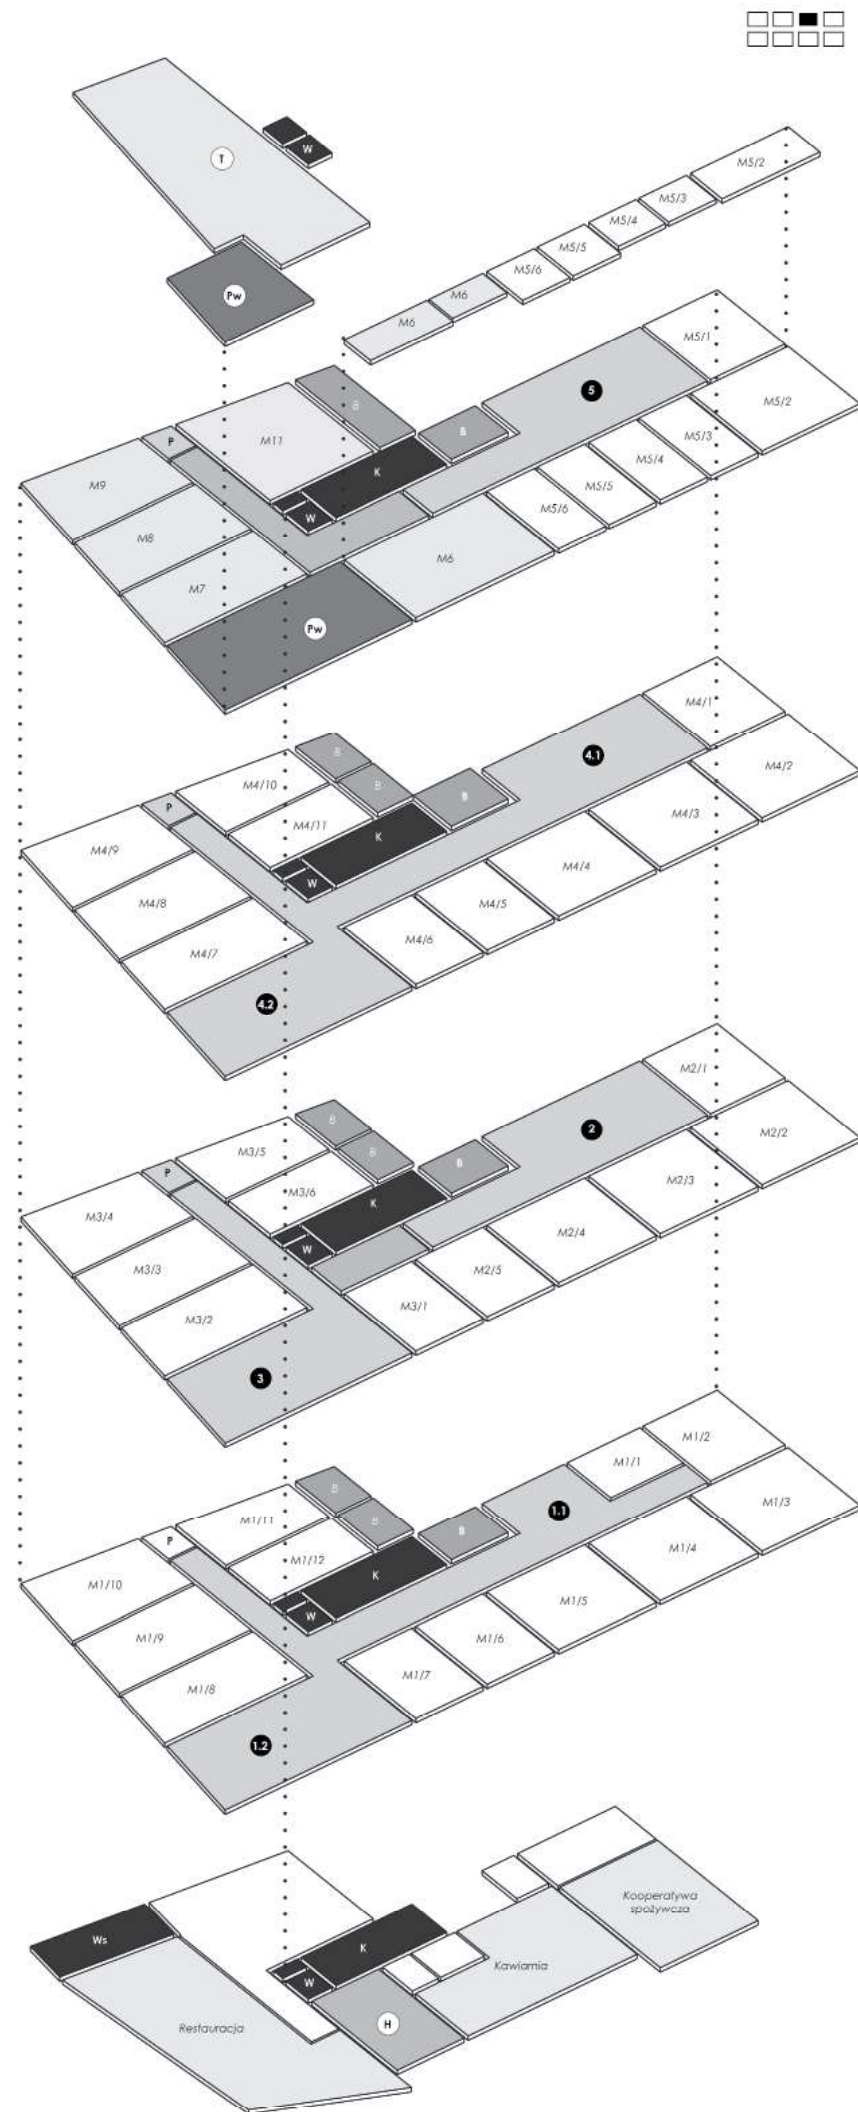 W
T
M5/2
M5/3
M5/4
M5/5
M5/6
M6
M6
Pw
M5/1
5
M5/2
B
B
M5/3
P
M11
M5/4
K
M5/5
M9
M5/6
W
M8
M6
M7
Pw
M4/1
4.1
M4/2
B
M4/10
B
B
M4/3
P
M4/11
K
M4/4
M4/9
W
M4/5
M4/8
M4/6
M4/7
4.2
M2/1
B
2
M2/2
M3/5
B
B
P
M2/3
M3/6
K
M3/4
M2/4
W
M3/3
M2/5
M3/1
M3/2
3
M1/2
M1/1
B
M1/3
1.1
M1/11
B
B
P
M1/4
M1/12
K
M1/10
M1/5
W
M1/9
M1/6
M1/7
M1/8
1.2
Kooperatywa
spożywcza
Ws
K
Kawiarnia
W
H
Restauracja